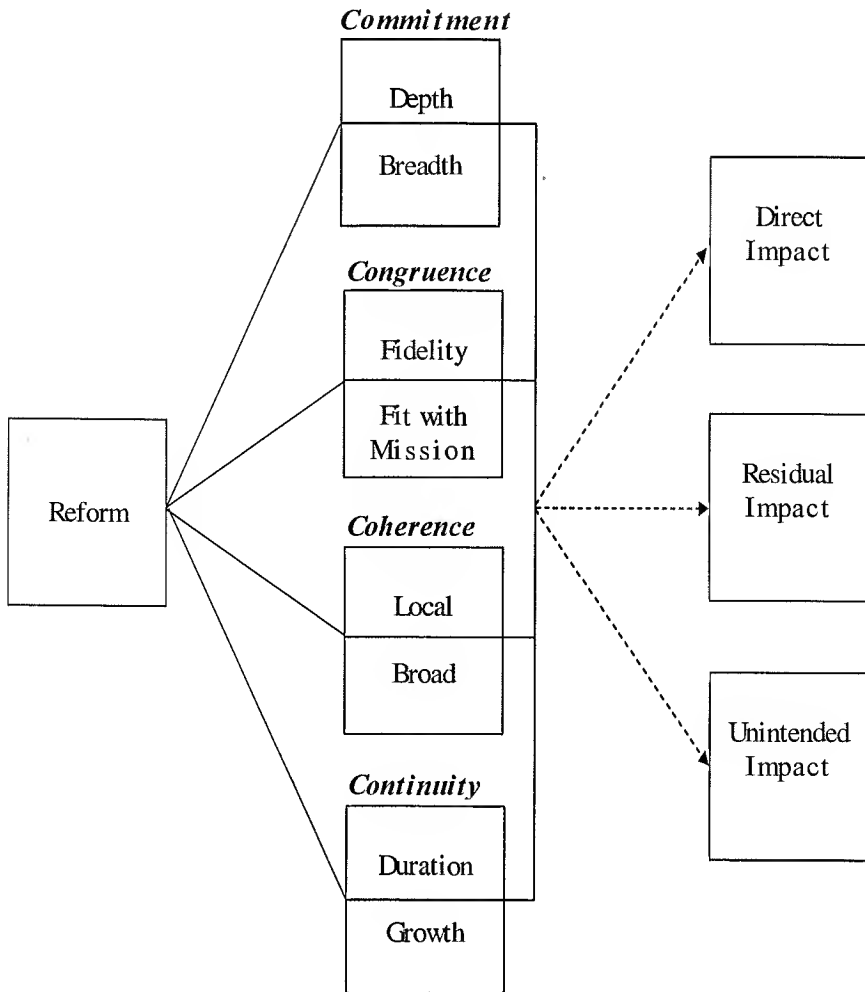 Commitment
Depth
Breadth
Congruence
Fidelity
Fit with
Mission
Reform
Coherence
Local
Broad
Continuity
Duration
Growth
Direct
Impact
Residual
Impact
Unintended
Impact